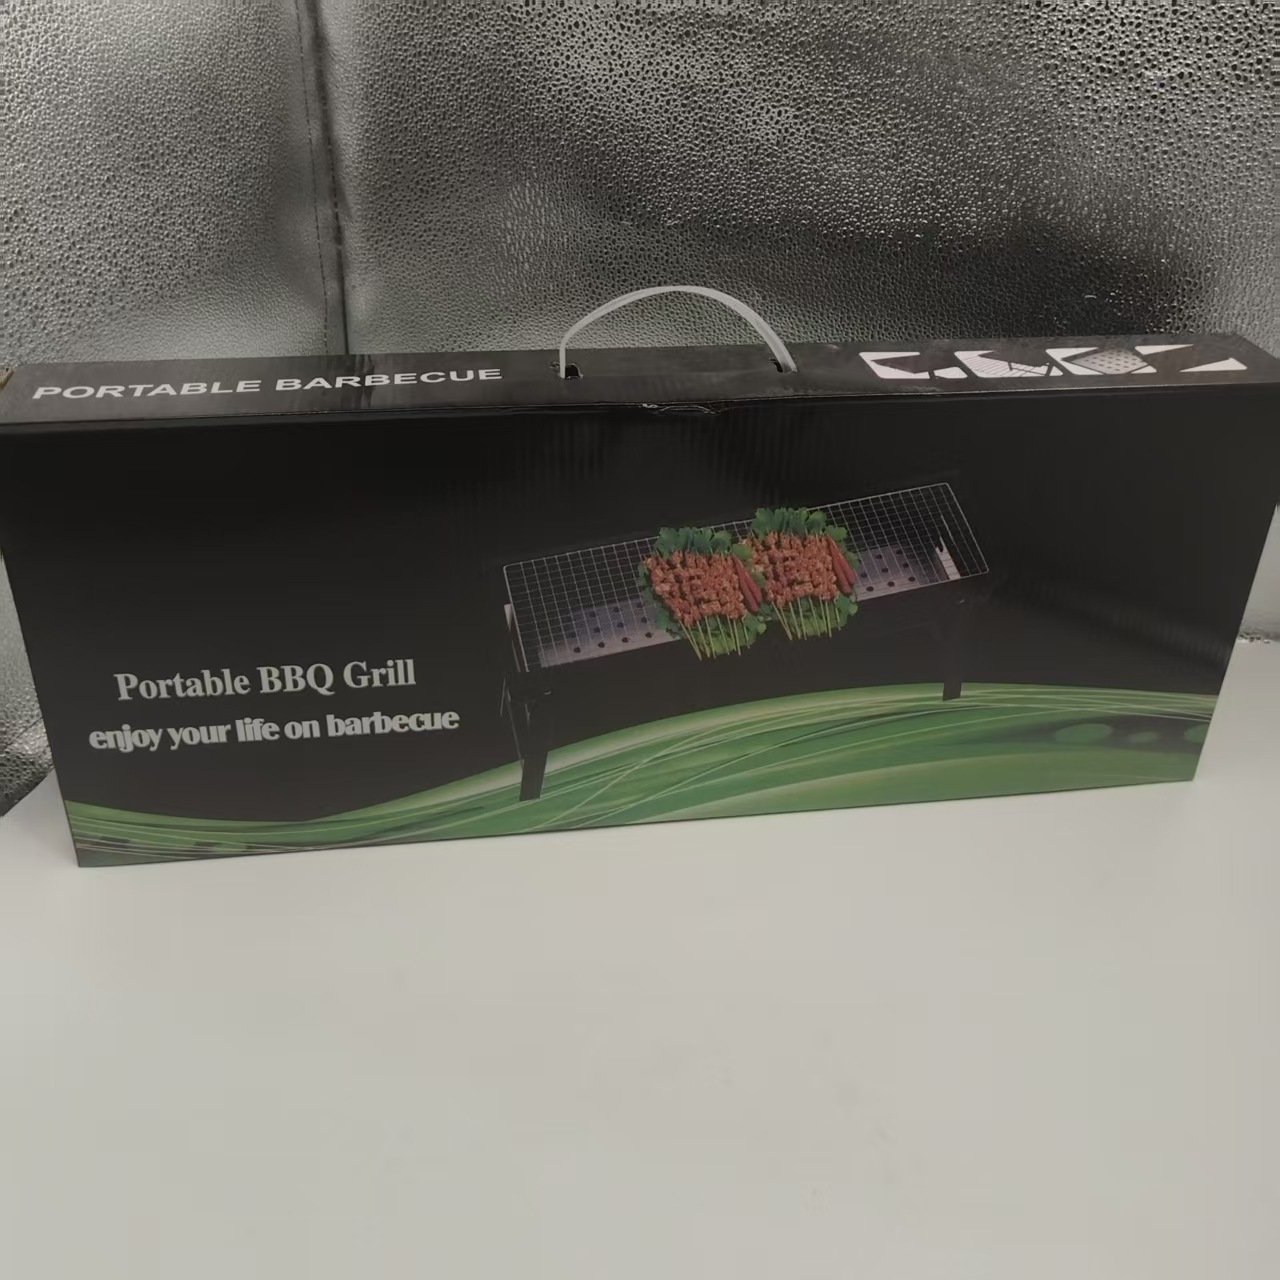 PORTABLE BARBECUE
Portable BBQ Grill
enjoy your life on barbecue